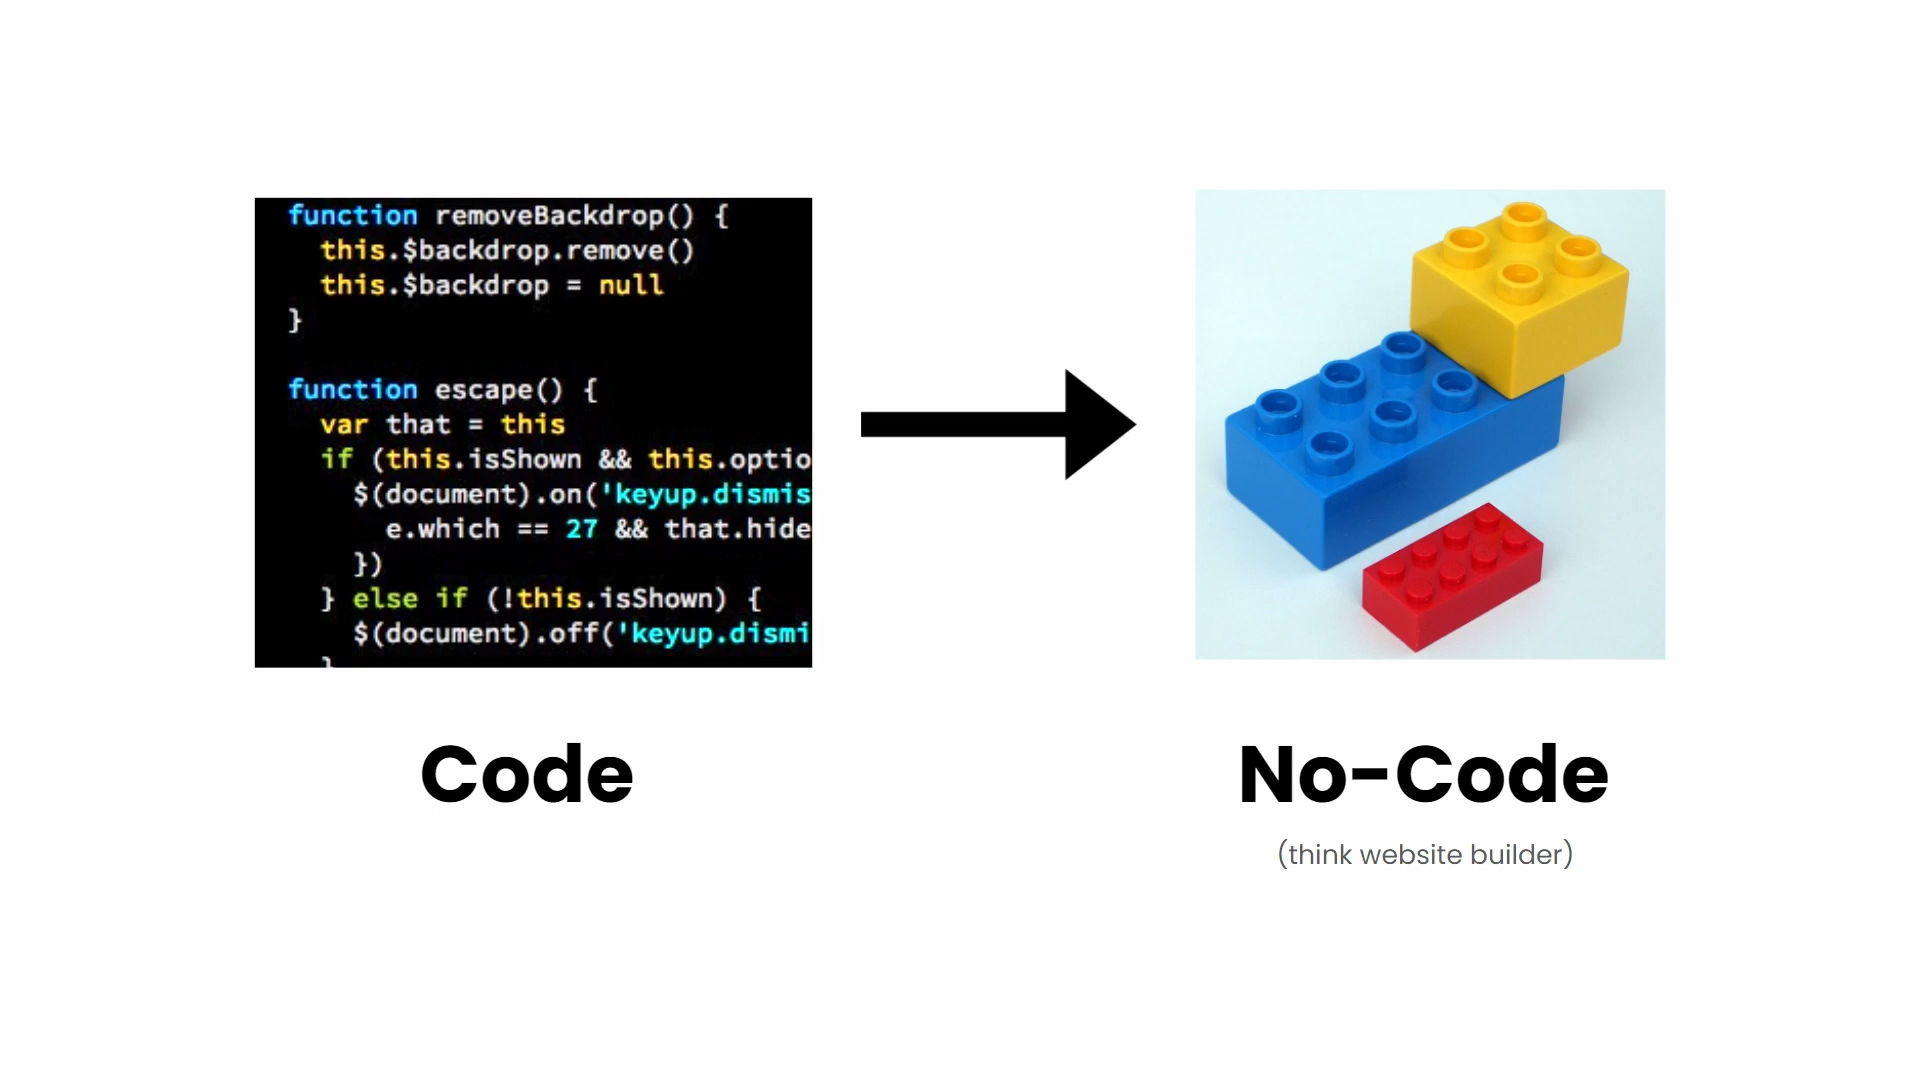 function removeBackdrop() {
this.$backdrop.remove()
this.$backdrop = null
}
function escape() {
var that = this
if (this.isShown && this.optio
$(document).on('keyup.dismis
e.which == 27 && that.hide
})
} else if (!this.isShown) {
$(document).off('keyup.dismi
}
Code
No-Code
(think website builder)